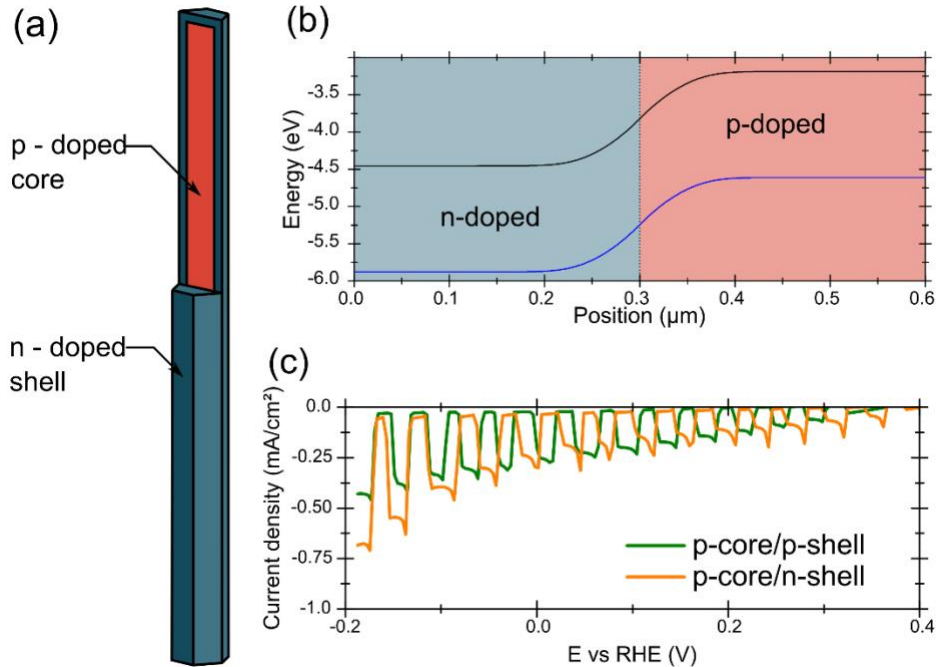 (a)
p - doped
core
n - doped
shell
(b)
Energy (eV)
-3.5
-4.0
-4.5
-5.0
-5.5
-6.0
n-doped
p-doped
0.0 0.1 0.2 0.3 0.4 0.5 0.6
Position (µm)
(c)
Current density (mA/cm²)
0.0
-0.25
-0.50
-0.75
-1.0
p-core/p-shell
p-core/n-shell
-0.2 0.0 0.2 0.4
E vs RHE (V)